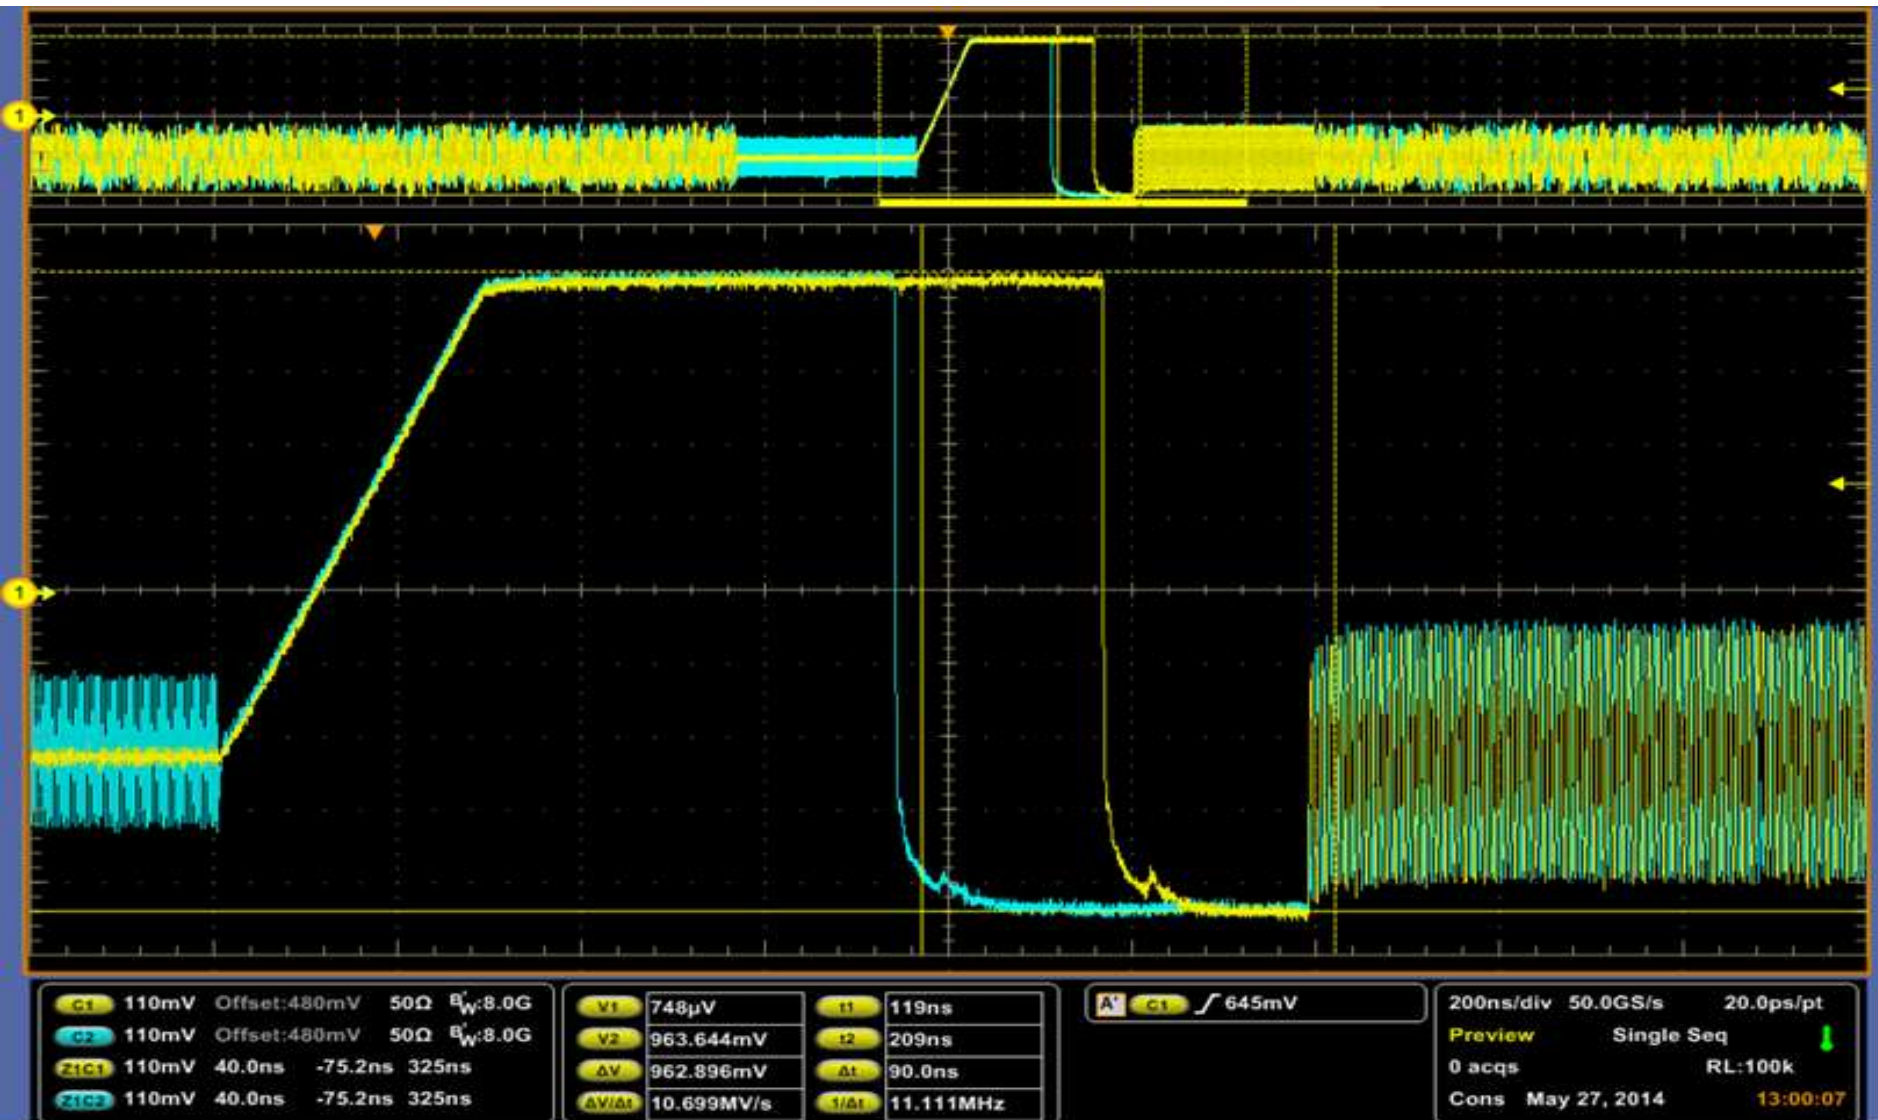 1
T
1
C1 110mV Offset:480mV 50Ω BW:8.0G
C2 110mV Offset:480mV 50Ω BW:8.0G
Z1C1 110mV 40.0ns -75.2ns 325ns
Z1C2 110mV 40.0ns -75.2ns 325ns
V1 748µV
V2 963.644mV
ΔV 962.896mV
ΔV/Δt 10.699MV/s
t1 119ns
t2 209ns
Δt 90.0ns
1/Δt 11.111MHz
A' C1 645mV
200ns/div 50.0GS/s 20.0ps/pt
Preview Single Seq
0 acqs RL:100k
Cons May 27, 2014 13:00:07